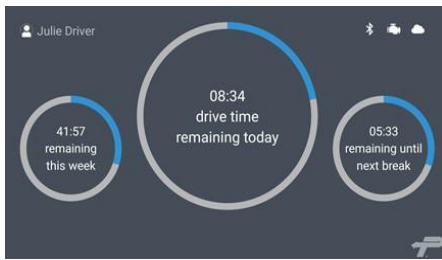 Julie Driver
08:34
drive time
remaining today
41:57
remaining
this week
05:33
remaining until
next break